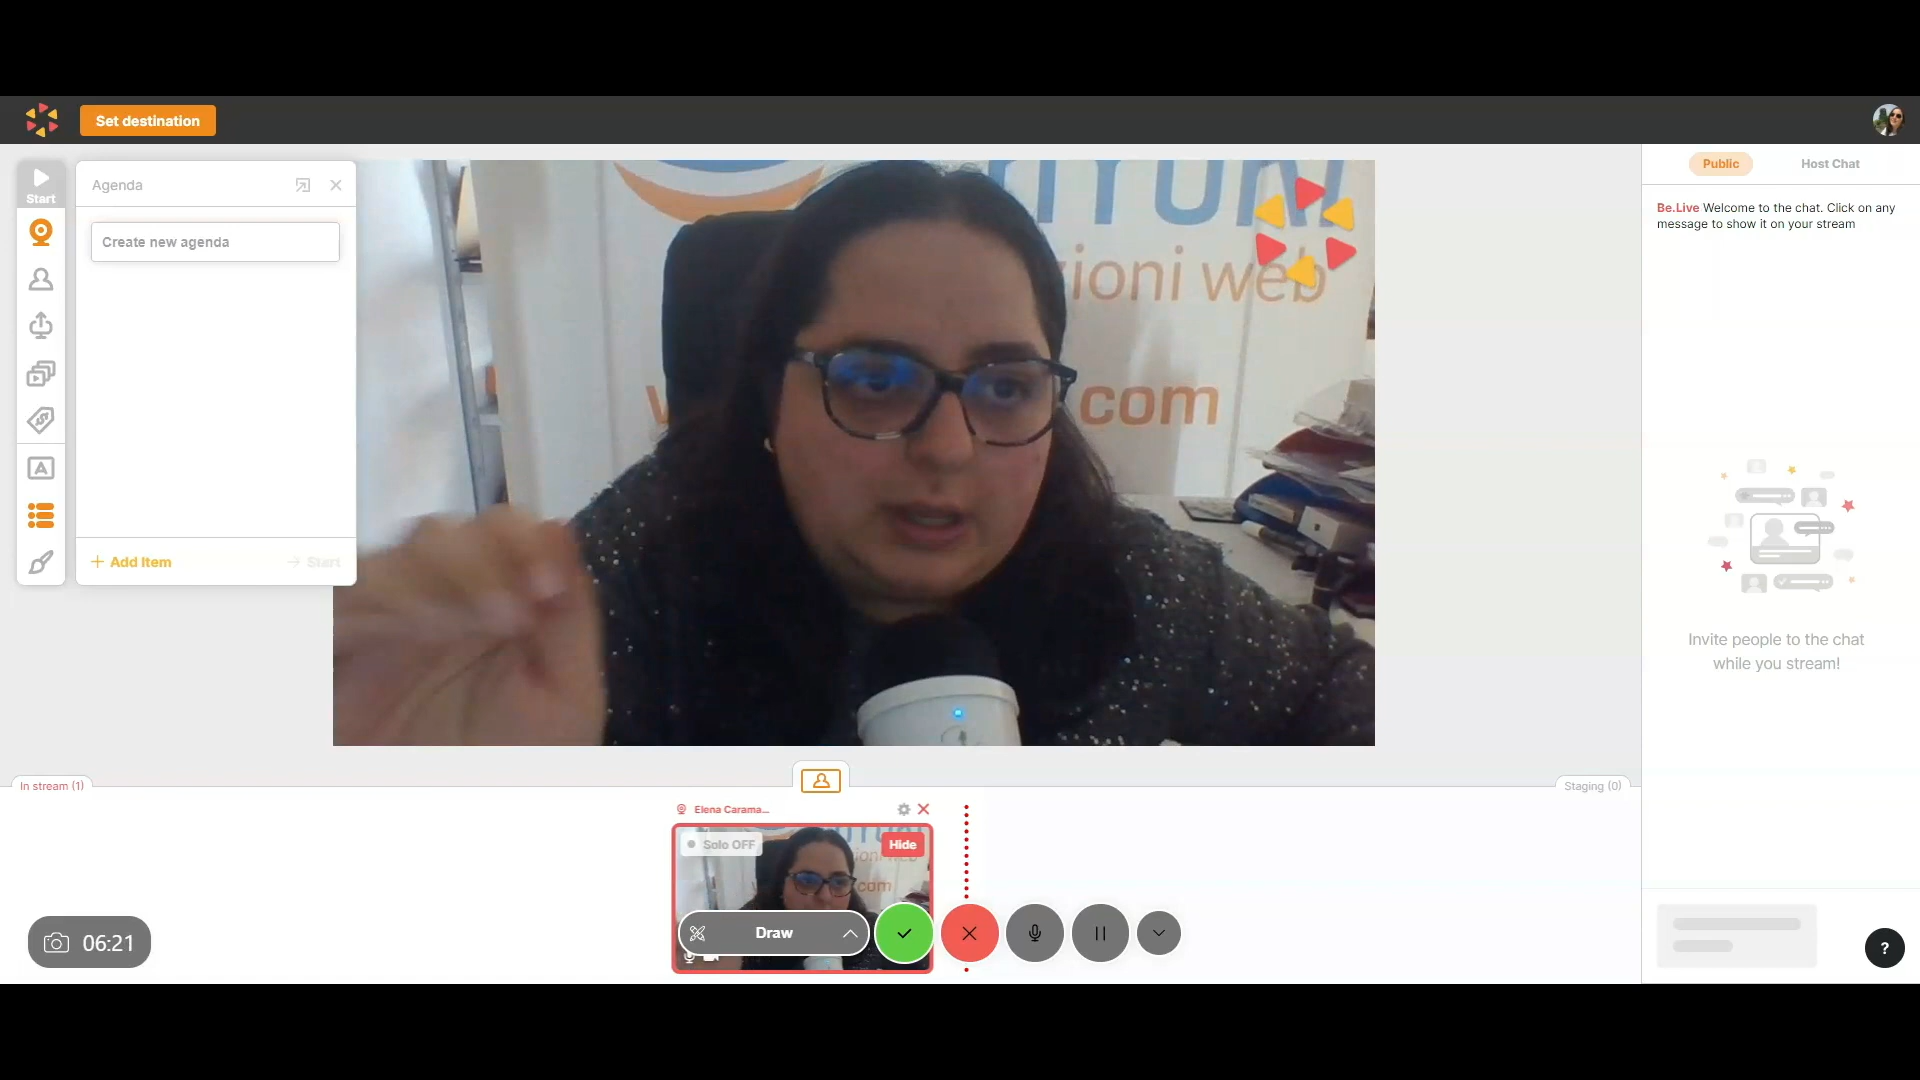 Set destination
Start
Agenda
Create new agenda
Add Item
Start
ioni web
com
Public
Host Chat
Be.Live Welcome to the chat. Click on any
message to show it on your stream
Invite people to the chat
while you stream!
In stream (1)
Staging (0)
Elena Carama...
Solo OFF
Hide
com
Draw
06:21
?